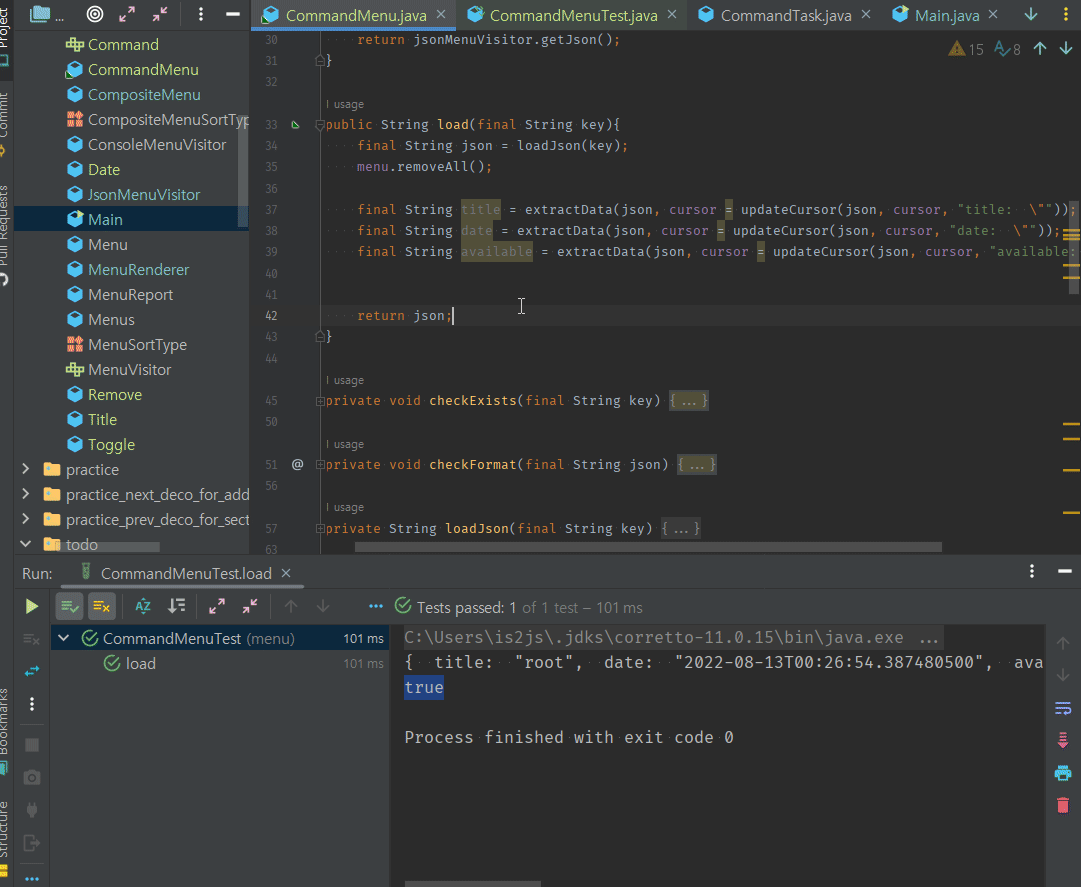 Project
Commit
Pull Requests
Bookmarks
Structure
...
Command
CommandMenu
CompositeMenu
CompositeMenuSortTyp
ConsoleMenuVisitor
Date
JsonMenuVisitor
Main
Menu
MenuRenderer
MenuReport
Menus
MenuSortType
MenuVisitor
Remove
Title
Toggle
practice
practice_next_deco_for_add
practice_prev_deco_for_sect
todo
CommandMenu.java CommandMenuTest.java CommandTask.java Main.java
15 8
30 return jsonMenuVisitor.getJson();
31 }
32
1 usage
33 public String load(final String key){
34 final String json = loadJson(key);
35 menu.removeAll();
36
37 final String title = extractData(json, cursor = updateCursor(json, cursor, "title:  \""));
38 final String date = extractData(json, cursor = updateCursor(json, cursor, "date:  \""));
39 final String available = extractData(json, cursor = updateCursor(json, cursor, "available:
40
41
42 return json;
43 }
44
1 usage
45 private void checkExists(final String key) {...}
50
1 usage
51 @ private void checkFormat(final String json) {...}
56
1 usage
57 private String loadJson(final String key) {...}
63
Run: CommandMenuTest.load
Tests passed: 1 of 1 test – 101 ms
CommandMenuTest (menu) 101 ms
load 101 ms
C:\Users\is2js\.jdks\corretto-11.0.15\bin\java.exe ...
{  title:  "root",  date:  "2022-08-13T00:26:54.387480500",  ava
true
Process finished with exit code 0